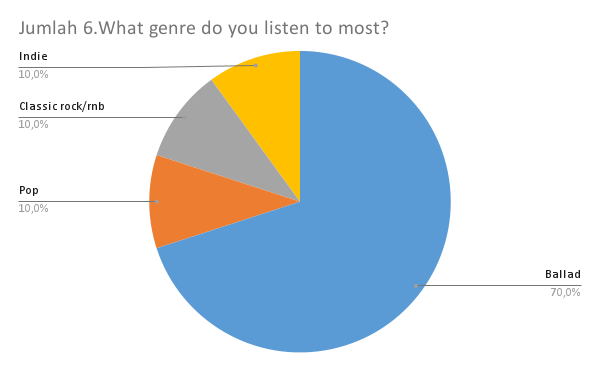 Jumlah 6.What genre do you listen to most?
Indie
10,0%
Classic rock/rnb
10,0%
Pop
10,0%
Ballad
70,0%